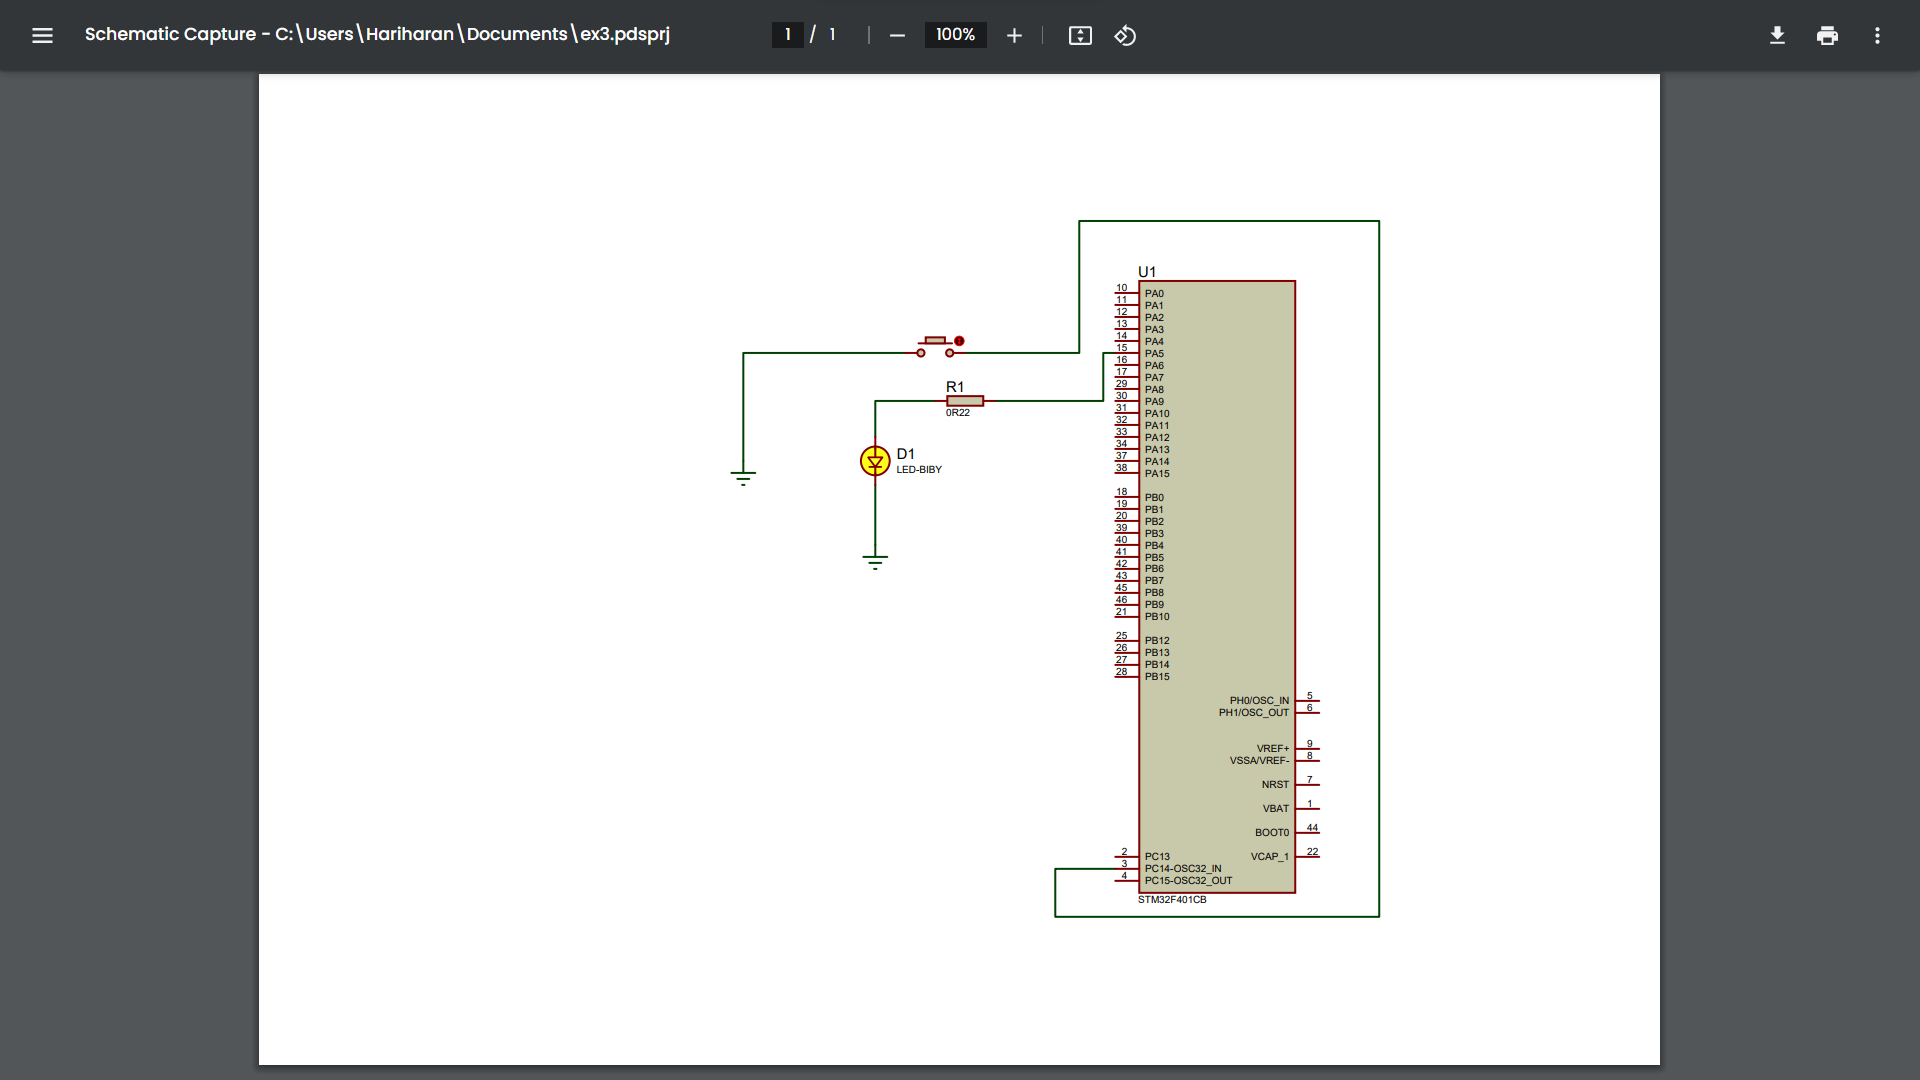 Schematic Capture - C:\Users\Hariharan\Documents\ex3.pdsprj
1 / 1
100%
U1
10 PA0
11 PA1
12 PA2
13 PA3
14 PA4
15 PA5
16 PA6
17 PA7
29 PA8
30 PA9
31 PA10
32 PA11
33 PA12
34 PA13
37 PA14
38 PA15
R1
0R22
D1
LED-BIBY
18 PB0
19 PB1
20 PB2
39 PB3
40 PB4
41 PB5
42 PB6
43 PB7
45 PB8
46 PB9
21 PB10
25 PB12
26 PB13
27 PB14
28 PB15
PH0/OSC_IN 5
PH1/OSC_OUT 6
VREF+ 9
VSSA/VREF- 8
NRST 7
VBAT 1
BOOT0 44
2 PC13 VCAP_1 22
3 PC14-OSC32_IN
4 PC15-OSC32_OUT
STM32F401CB